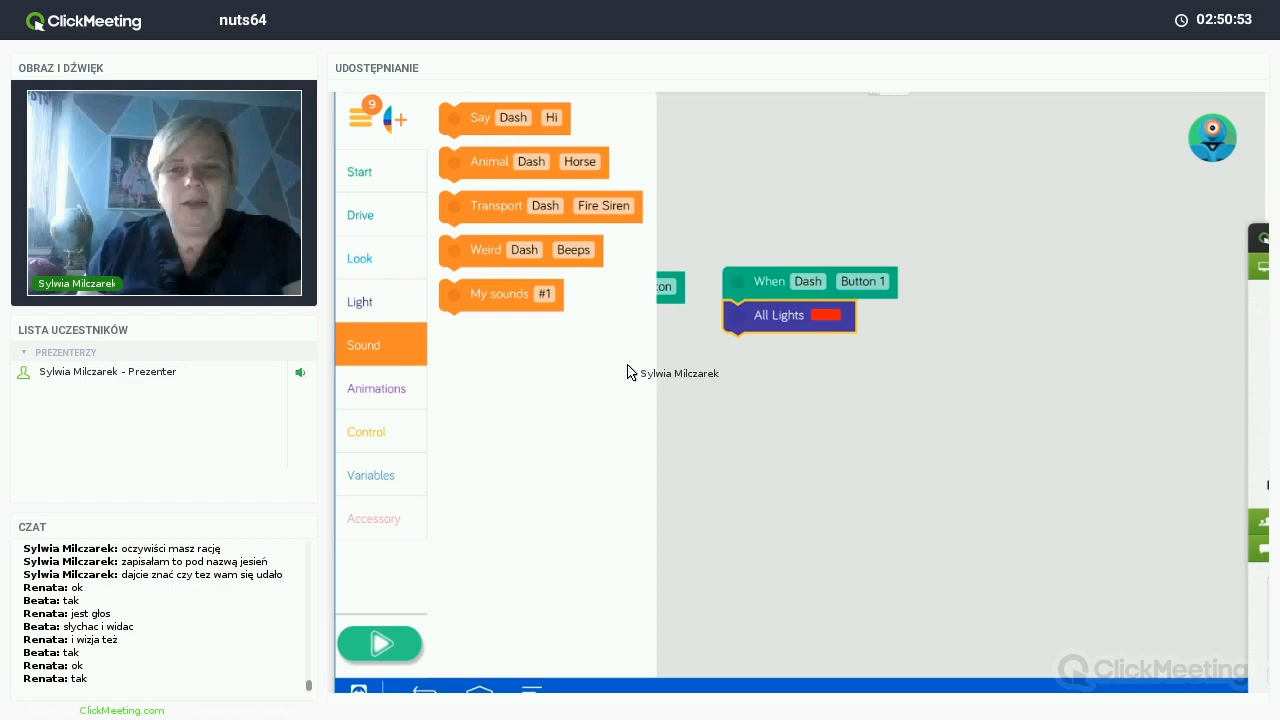 ClickMeeting
nuts64
02:50:53
OBRAZ I DŹWIĘK
UDOSTĘPNIANIE
Sylwia Milczarek
LISTA UCZESTNIKÓW
PREZENTERZY
Sylwia Milczarek - Prezenter
CZAT
Sylwia Milczarek: oczywiści masz rację
Sylwia Milczarek: zapisałam to pod nazwą jesień
Sylwia Milczarek: dajcie znać czy tez wam się udało
Renata: ok
Beata: tak
Renata: jest głos
Beata: słychac i widac
Renata: i wizja też
Beata: tak
Renata: ok
Renata: tak
ClickMeeting.com
9
Start
Drive
Look
Light
Sound
Animations
Control
Variables
Accessory
Say Dash Hi
Animal Dash Horse
Transport Dash Fire Siren
Weird Dash Beeps
My sounds #1
When Dash Button 1
All Lights
Sylwia Milczarek
ClickMeeting